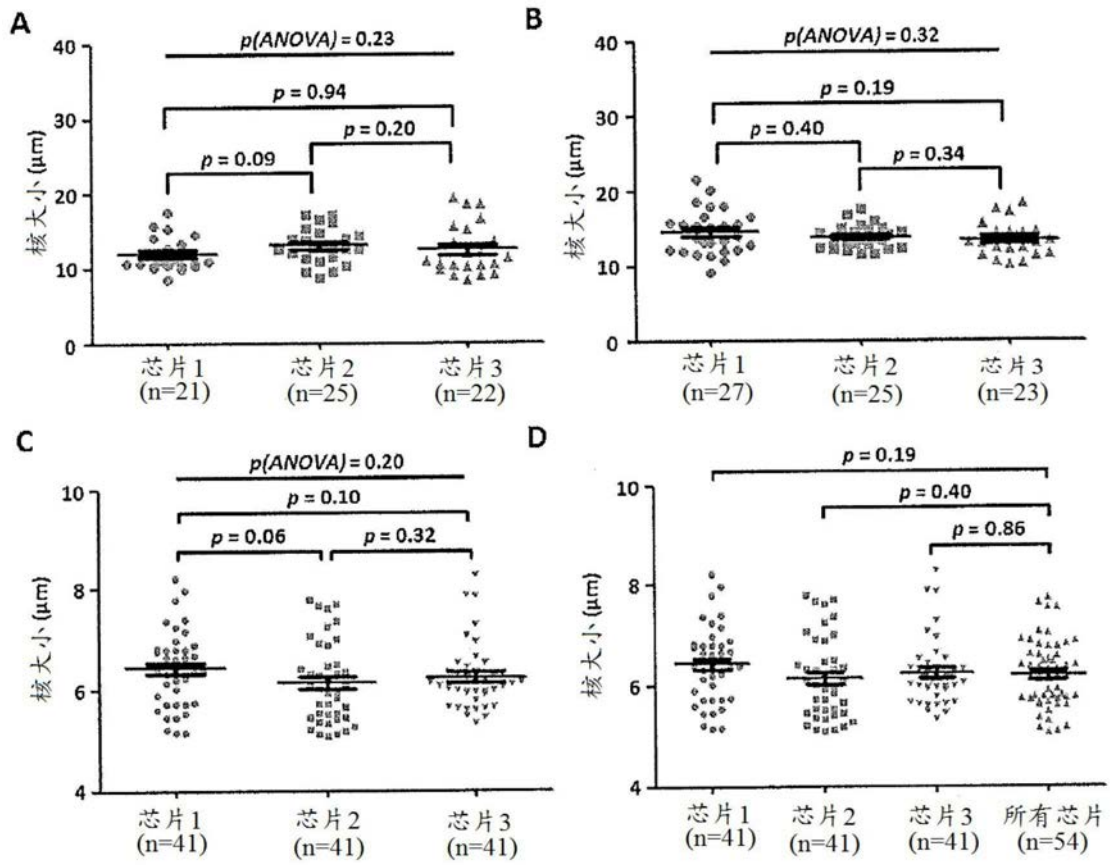 A
p(ANOVA) = 0.23
p = 0.94
p = 0.20
p = 0.09
核大小 (μm)
40
30
20
10
0
芯片1
(n=21)
芯片2
(n=25)
芯片3
(n=22)
B
p(ANOVA) = 0.32
p = 0.19
p = 0.40
p = 0.34
核大小 (μm)
40
30
20
10
0
芯片1
(n=27)
芯片2
(n=25)
芯片3
(n=23)
C
p(ANOVA) = 0.20
p = 0.10
p = 0.06
p = 0.32
核大小 (μm)
10
8
6
4
芯片1
(n=41)
芯片2
(n=41)
芯片3
(n=41)
D
p = 0.19
p = 0.40
p = 0.86
核大小 (μm)
10
8
6
4
芯片1
(n=41)
芯片2
(n=41)
芯片3
(n=41)
所有芯片
(n=54)